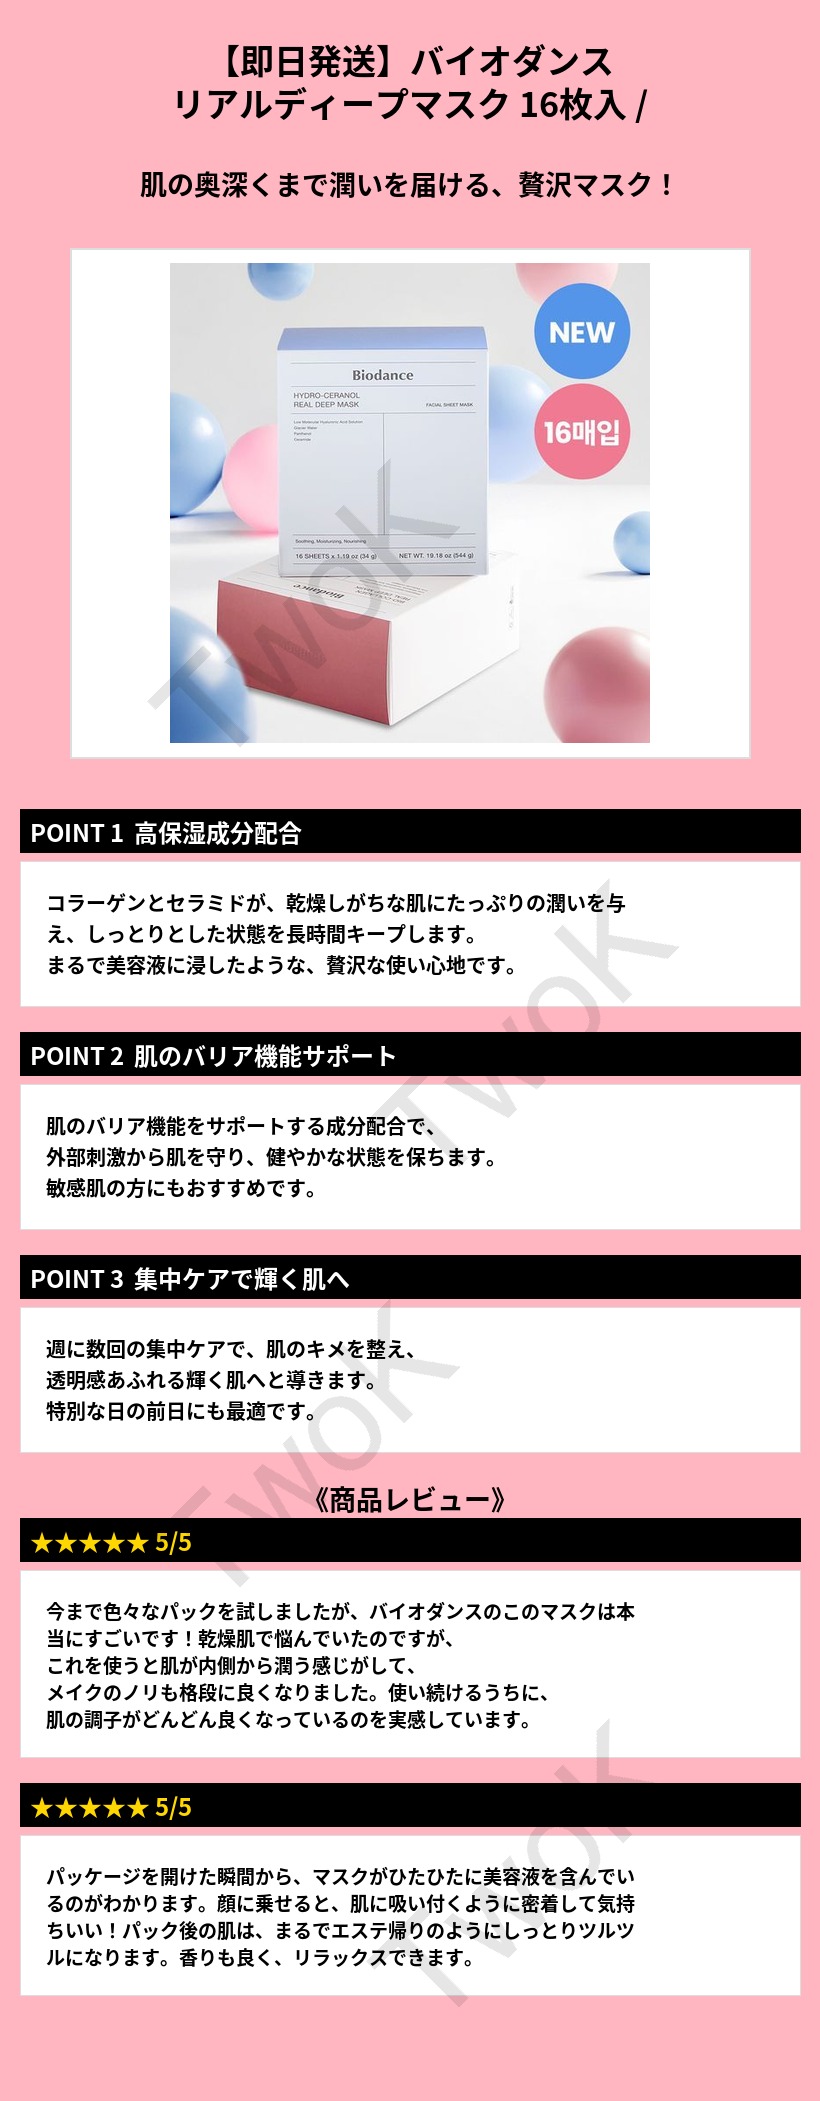 【即日発送】バイオダンス
リアルディープマスク 16枚入 /
肌の奥深くまで潤いを届ける、贅沢マスク！
NEW
16매입
Biodance
HYDRO-CERANOL
REAL DEEP MASK
FACIAL SHEET MASK
Low Molecular Hyaluronic Acid Solution
Glacier Water
Panthenol
Ceramide
Soothing, Moisturizing, Nourishing
16 SHEETS x 1.19 oz (34 g)
NET WT. 19.18 oz (544 g)
Biodance
BIO-COLLAGEN
REAL DEEP MASK
TwoK
POINT 1 高保湿成分配合
コラーゲンとセラミドが、乾燥しがちな肌にたっぷりの潤いを与
え、しっとりとした状態を長時間キープします。
まるで美容液に浸したような、贅沢な使い心地です。
TwoK
POINT 2 肌のバリア機能サポート
肌のバリア機能をサポートする成分配合で、
外部刺激から肌を守り、健やかな状態を保ちます。
敏感肌の方にもおすすめです。
POINT 3 集中ケアで輝く肌へ
週に数回の集中ケアで、肌のキメを整え、
透明感あふれる輝く肌へと導きます。
特別な日の前日にも最適です。
TwoK
《商品レビュー》
★★★★★ 5/5
今まで色々なパックを試しましたが、バイオダンスのこのマスクは本
当にすごいです！乾燥肌で悩んでいたのですが、
これを使うと肌が内側から潤う感じがして、
メイクのノリも格段に良くなりました。使い続けるうちに、
肌の調子がどんどん良くなっているのを実感しています。
★★★★★ 5/5
パッケージを開けた瞬間から、マスクがひたひたに美容液を含んでい
るのがわかります。顔に乗せると、肌に吸い付くように密着して気持
ちいい！パック後の肌は、まるでエステ帰りのようにしっとりツルツ
ルになります。香りも良く、リラックスできます。
TwoK